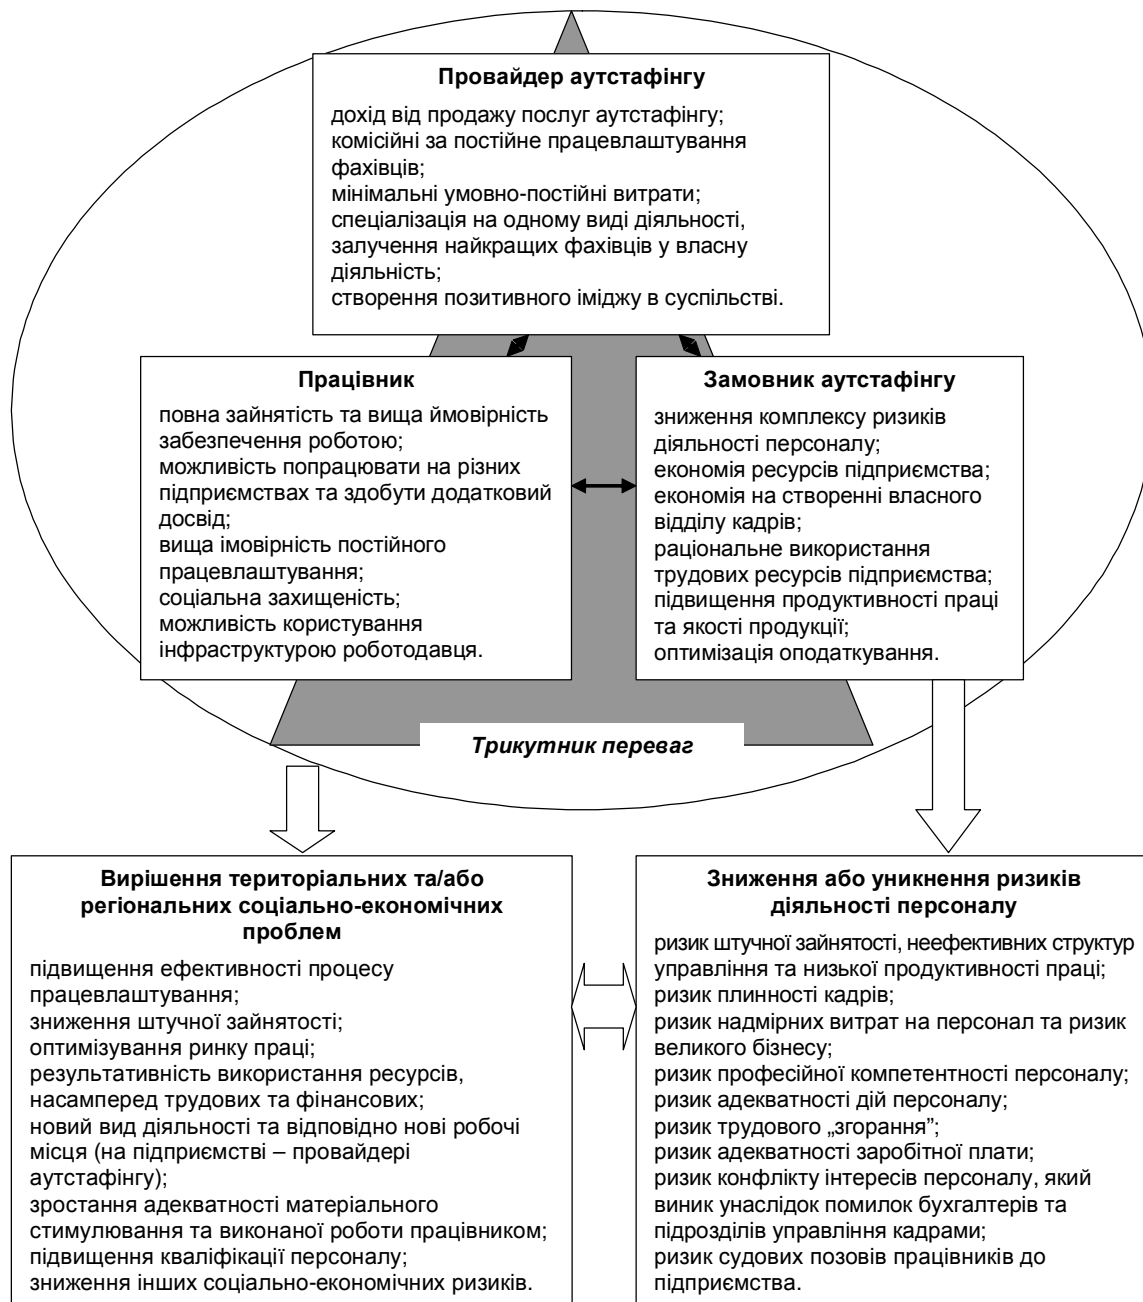 Провайдер аутстафінгу
дохід від продажу послуг аутстафінгу;
комісійні за постійне працевлаштування
фахівців;
мінімальні умовно-постійні витрати;
спеціалізація на одному виді діяльності,
залучення найкращих фахівців у власну
діяльність;
створення позитивного іміджу в суспільстві.
Працівник
повна зайнятість та вища ймовірність
забезпечення роботою;
можливість попрацювати на різних
підприємствах та здобути додатковий
досвід;
вища імовірність постійного
працевлаштування;
соціальна захищеність;
можливість користування
інфраструктурою роботодавця.
Замовник аутстафінгу
зниження комплексу ризиків
діяльності персоналу;
економія ресурсів підприємства;
економія на створенні власного
відділу кадрів;
раціональне використання
трудових ресурсів підприємства;
підвищення продуктивності праці
та якості продукції;
оптимізація оподаткування.
Трикутник переваг
Вирішення територіальних та/або
регіональних соціально-економічних
проблем
підвищення ефективності процесу
працевлаштування;
зниження штучної зайнятості;
оптимізування ринку праці;
результативність використання ресурсів,
насамперед трудових та фінансових;
новий вид діяльності та відповідно нові робочі
місця (на підприємстві – провайдері
аутстафінгу);
зростання адекватності матеріального
стимулювання та виконаної роботи працівником;
підвищення кваліфікації персоналу;
зниження інших соціально-економічних ризиків.
Зниження або уникнення ризиків
діяльності персоналу
ризик штучної зайнятості, неефективних структур
управління та низької продуктивності праці;
ризик плинності кадрів;
ризик надмірних витрат на персонал та ризик
великого бізнесу;
ризик професійної компетентності персоналу;
ризик адекватності дій персоналу;
ризик трудового „згорання”;
ризик адекватності заробітної плати;
ризик конфлікту інтересів персоналу, який
виник унаслідок помилок бухгалтерів та
підрозділів управління кадрами;
ризик судових позовів працівників до
підприємства.